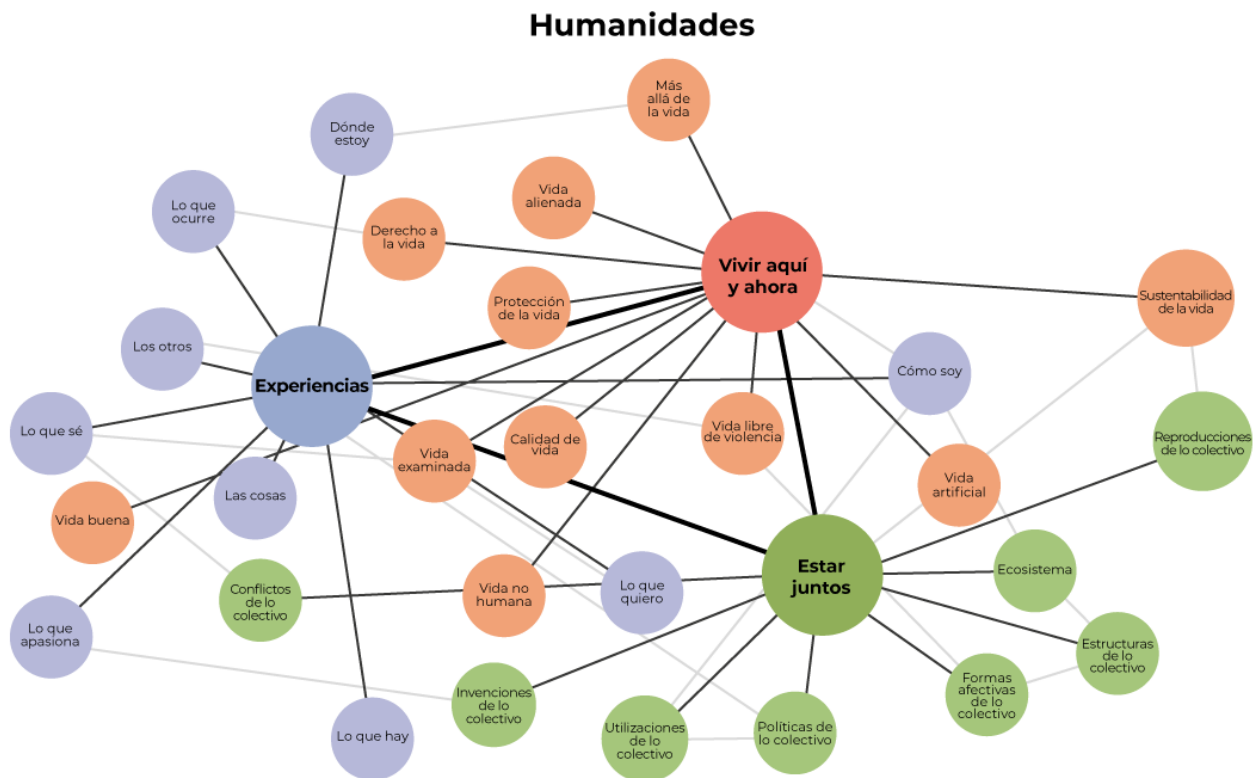 Humanidades
Más
allá de
la vida
Dónde
estoy
Vida
alienada
Lo que
ocurre
Derecho a
la vida
Vivir aquí
y ahora
Sustentabilidad
de la vida
Protección
de la vida
Los otros
Experiencias
Cómo soy
Lo que sé
Vida
examinada
Calidad de
vida
Vida libre
de violencia
Reproducciones
de lo colectivo
Vida
artificial
Las cosas
Vida buena
Estar
juntos
Ecosistema
Conflictos
de lo
colectivo
Vida no
humana
Lo que
quiero
Lo que
apasiona
Estructuras
de lo
colectivo
Formas
afectivas
de lo
colectivo
Invenciones
de lo
colectivo
Lo que hay
Utilizaciones
de lo
colectivo
Políticas de
lo colectivo